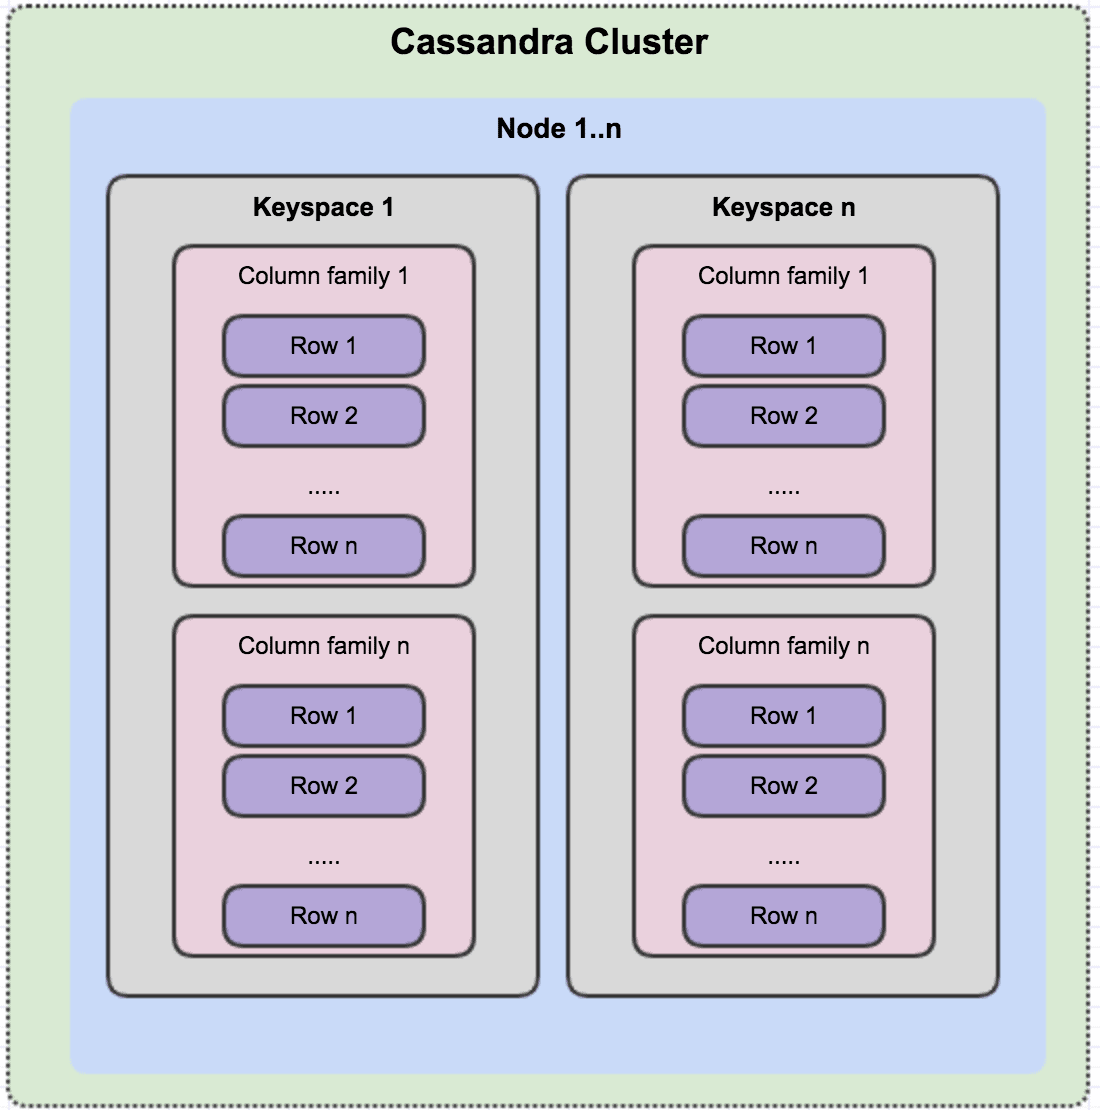 Cassandra Cluster
Node 1..n
Keyspace 1
Column family 1
Row 1
Row 2
.....
Row n
Column family n
Row 1
Row 2
.....
Row n
Keyspace n
Column family 1
Row 1
Row 2
.....
Row n
Column family n
Row 1
Row 2
.....
Row n